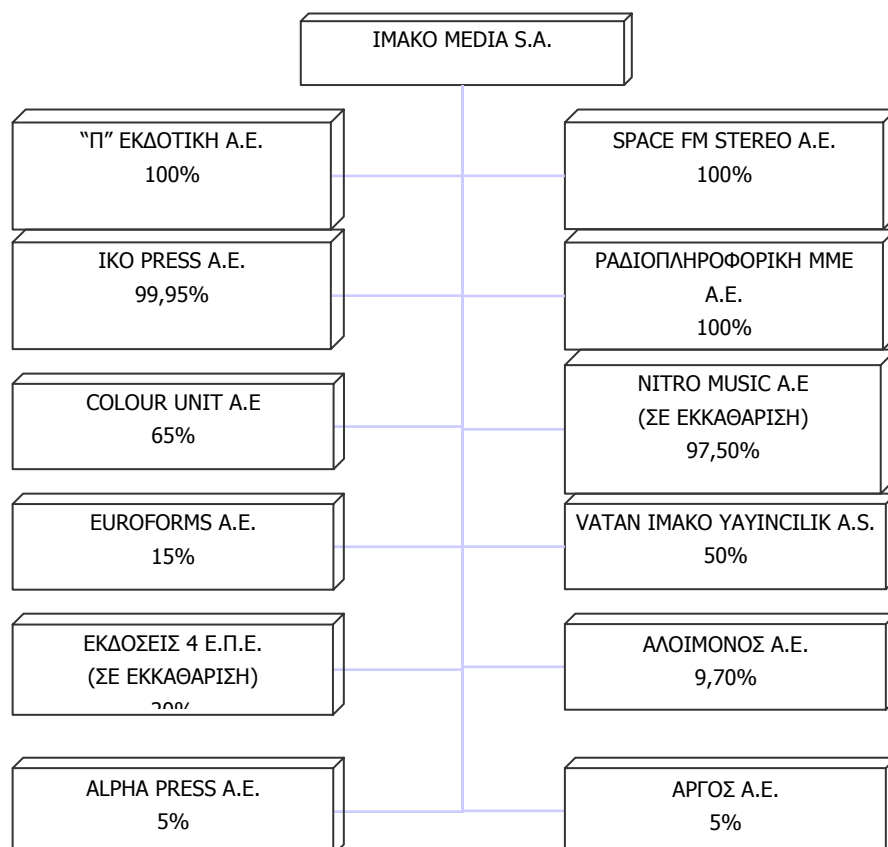 IMAKO MEDIA S.A.
“Π” ΕΚΔΟΤΙΚΗ Α.Ε.
100%
SPACE FM STEREO Α.Ε.
100%
IKO PRESS Α.Ε.
99,95%
ΡΑΔΙΟΠΛΗΡΟΦΟΡΙΚΗ ΜΜΕ
Α.Ε.
100%
COLOUR UNIT Α.Ε
65%
NITRO MUSIC Α.Ε
(ΣΕ ΕΚΚΑΘΑΡΙΣΗ)
97,50%
EUROFORMS Α.Ε.
15%
VATAN IMAKO YAYINCILIK A.S.
50%
ΕΚΔΟΣΕΙΣ 4 Ε.Π.Ε.
(ΣΕ ΕΚΚΑΘΑΡΙΣΗ)
ΑΛΟΙΜΟΝΟΣ Α.Ε.
9,70%
ALPHA PRESS Α.Ε.
5%
ΑΡΓΟΣ Α.Ε.
5%